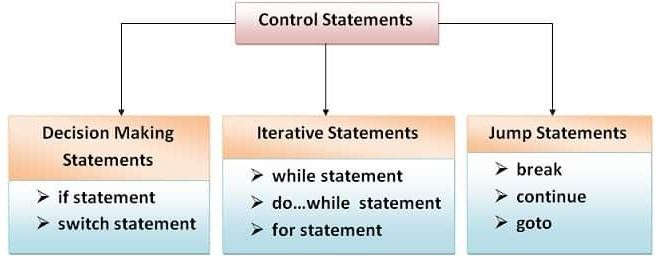 Control Statements
Decision Making
Statements
➢ if statement
➢ switch statement
Iterative Statements
➢ while statement
➢ do...while statement
➢ for statement
Jump Statements
➢ break
➢ continue
➢ goto